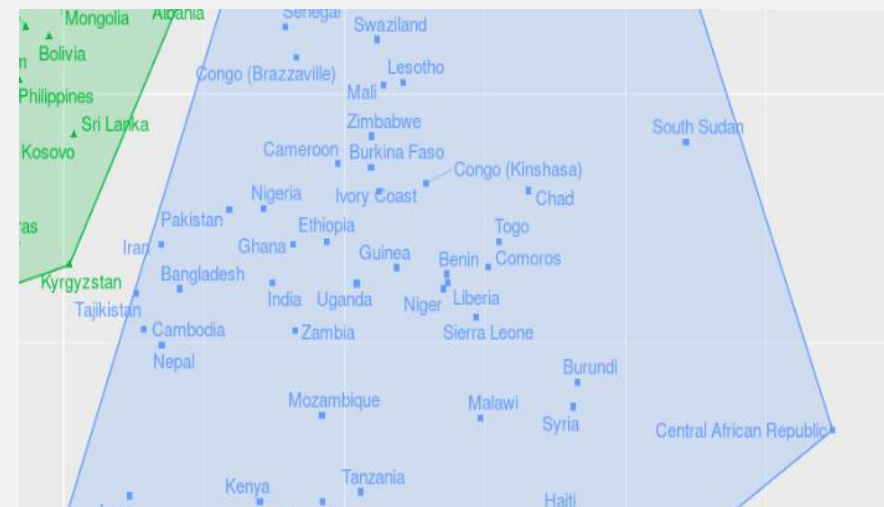 Mongolia
Albania
Senegal
Swaziland
Bolivia
Congo (Brazzaville)
Lesotho
Mali
Philippines
Zimbabwe
South Sudan
Sri Lanka
Kosovo
Cameroon
Burkina Faso
Congo (Kinshasa)
Nigeria
Ivory Coast
Chad
Pakistan
Ethiopia
Togo
ras
Iran
Ghana
Guinea
Benin
Comoros
Kyrgyzstan
Bangladesh
India
Uganda
Niger
Liberia
Tajikistan
Cambodia
Zambia
Sierra Leone
Nepal
Burundi
Mozambique
Malawi
Syria
Central African Republic
Kenya
Tanzania
Haiti